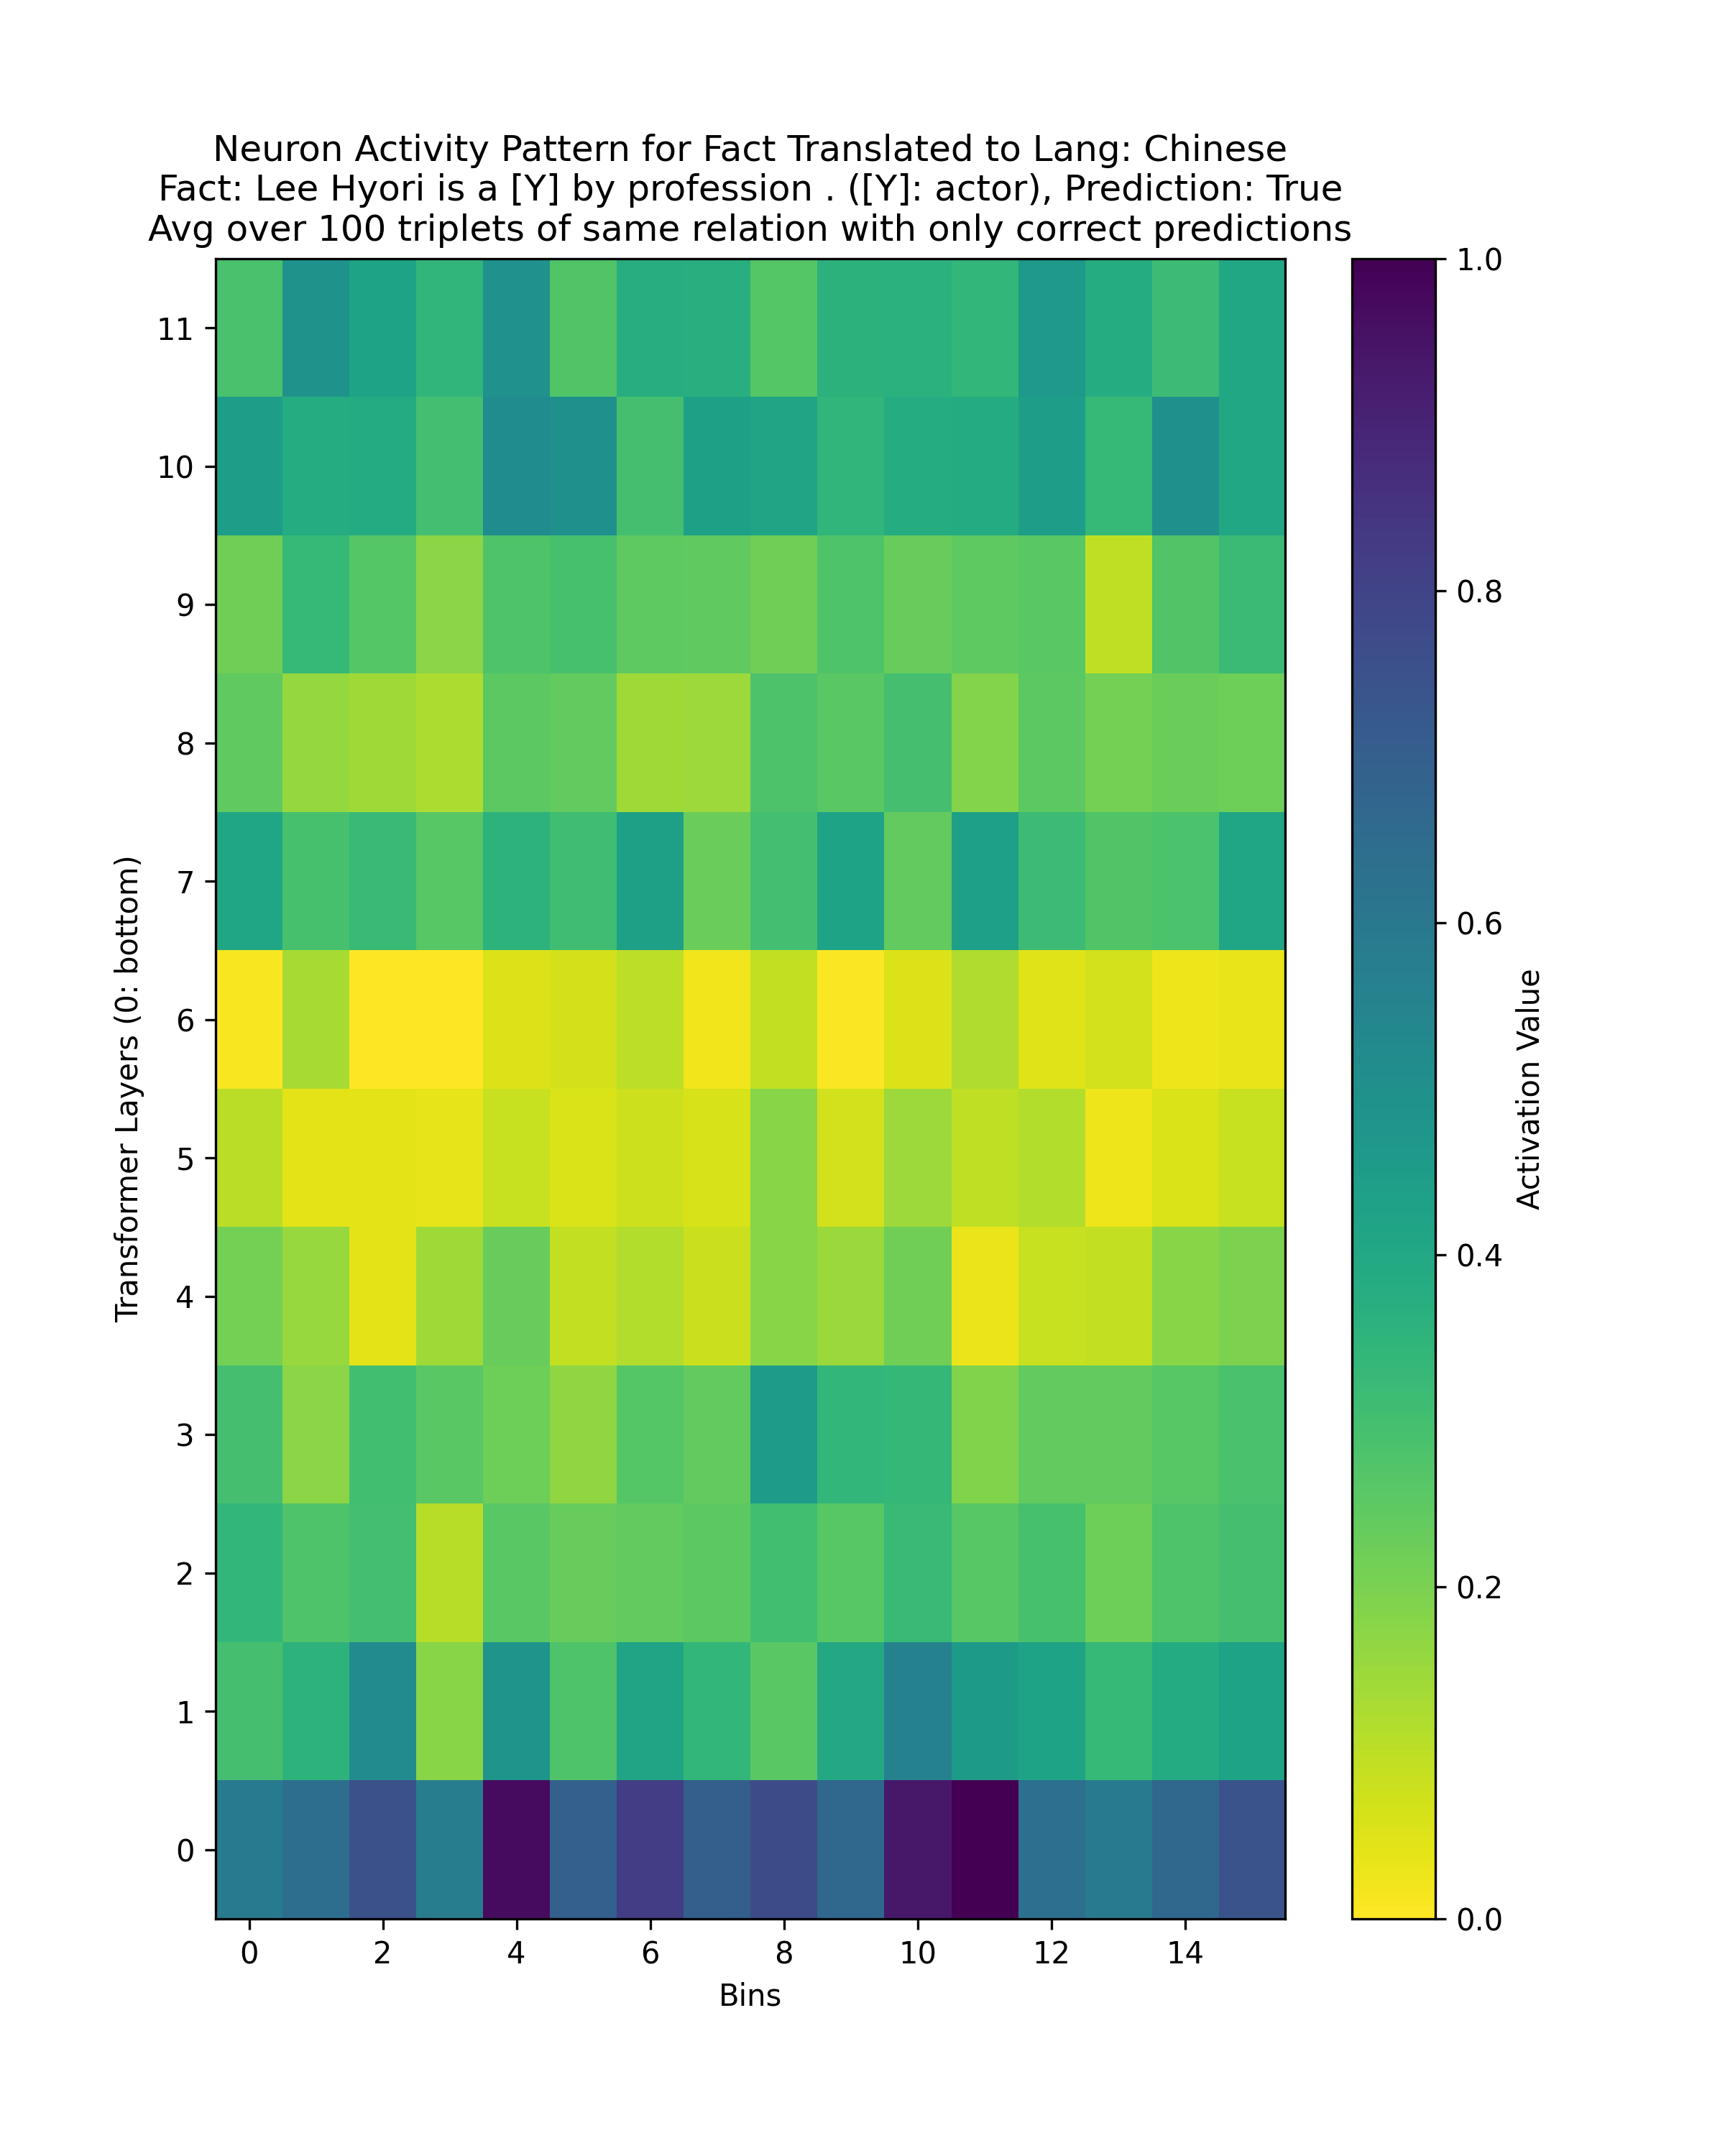 Neuron Activity Pattern for Fact Translated to Lang: Chinese
Fact: Lee Hyori is a [Y] by profession . ([Y]: actor), Prediction: True
Avg over 100 triplets of same relation with only correct predictions
Transformer Layers (0: bottom)
11
10
9
8
7
6
5
4
3
2
1
0
0 2 4 6 8 10 12 14
Bins
1.0
0.8
0.6
0.4
0.2
0.0
Activation Value